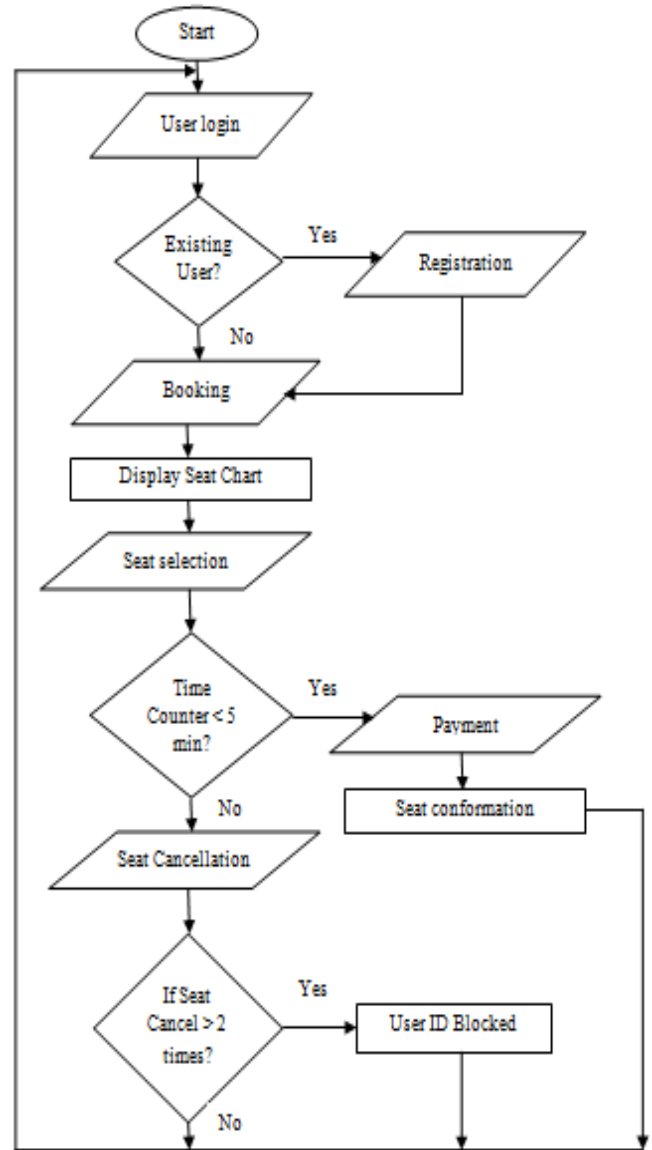 Start
User login
Existing
User?
Yes
Registration
No
Booking
Display Seat Chart
Seat selection
Time
Counter < 5
min?
Yes
Payment
Seat conformation
No
Seat Cancellation
If Seat
Cancel > 2
times?
Yes
User ID Blocked
No